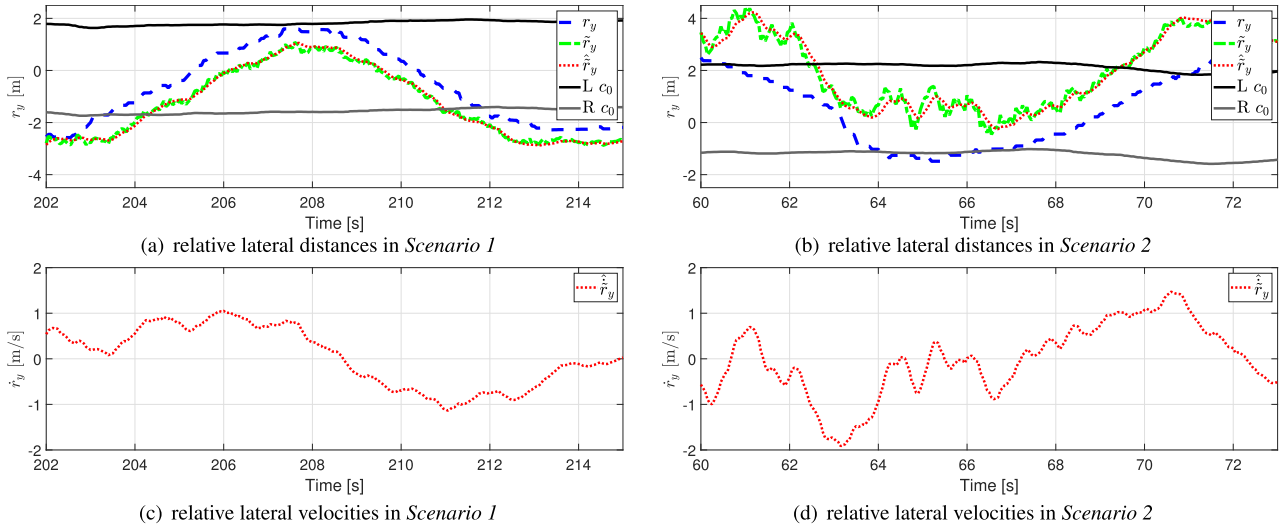 2
0
-2
-4
r_y [m]
202 204 206 208 210 212 214
Time [s]
r_y
r̃_y
r̃̂_y
L c_0
R c_0
(a) relative lateral distances in Scenario 1
4
2
0
-2
r_y [m]
60 62 64 66 68 70 72
Time [s]
r_y
r̃_y
r̃̂_y
L c_0
R c_0
(b) relative lateral distances in Scenario 2
2
1
0
-1
-2
ṙ_y [m/s]
202 204 206 208 210 212 214
Time [s]
r̃̇̂_y
(c) relative lateral velocities in Scenario 1
2
1
0
-1
-2
ṙ_y [m/s]
60 62 64 66 68 70 72
Time [s]
r̃̇̂_y
(d) relative lateral velocities in Scenario 2